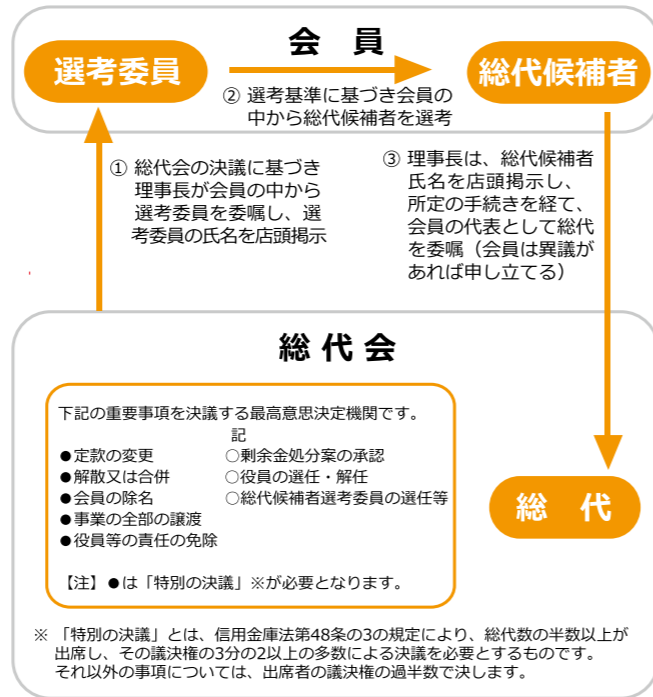 会　員
選考委員
総代候補者
② 選考基準に基づき会員の
中から総代候補者を選考
① 総代会の決議に基づき
理事長が会員の中から
選考委員を委嘱し、選
考委員の氏名を店頭掲示
③ 理事長は、総代候補者
氏名を店頭掲示し、
所定の手続きを経て、
会員の代表として総代
を委嘱（会員は異議が
あれば申し立てる）
総 代 会
下記の重要事項を決議する最高意思決定機関です。
記
●定款の変更
●解散又は合併
●会員の除名
●事業の全部の譲渡
●役員等の責任の免除
○剰余金処分案の承認
○役員の選任・解任
○総代候補者選考委員の選任等
【注】●は「特別の決議」※が必要となります。
総　代
※ 「特別の決議」とは、信用金庫法第48条の3の規定により、総代数の半数以上が
出席し、その議決権の3分の2以上の多数による決議を必要とするものです。
それ以外の事項については、出席者の議決権の過半数で決します。